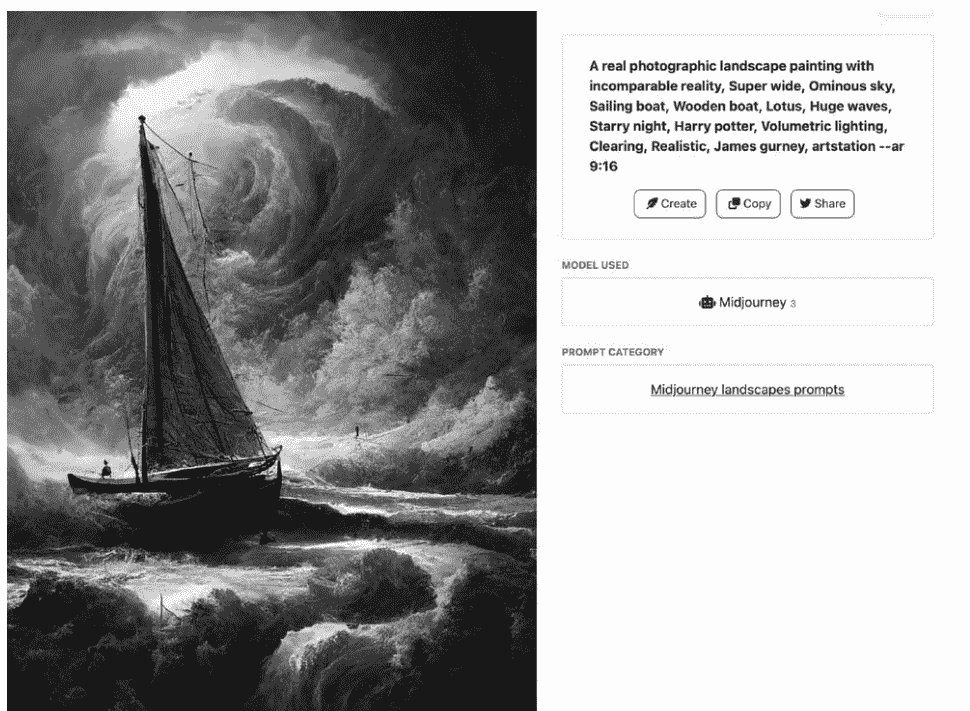 A real photographic landscape painting with
incomparable reality, Super wide, Ominous sky,
Sailing boat, Wooden boat, Lotus, Huge waves,
Starry night, Harry potter, Volumetric lighting,
Clearing, Realistic, James gurney, artstation --ar
9:16
Create Copy Share
MODEL USED
Midjourney 3
PROMPT CATEGORY
Midjourney landscapes prompts